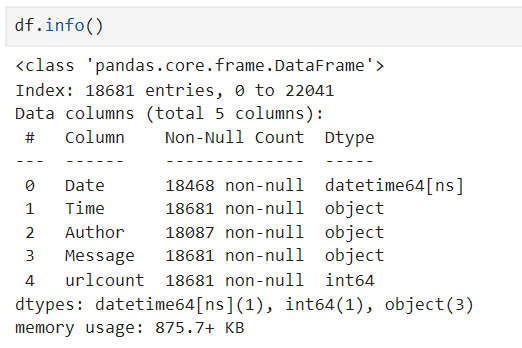 df.info()
<class 'pandas.core.frame.DataFrame'>
Index: 18681 entries, 0 to 22041
Data columns (total 5 columns):
 #   Column    Non-Null Count  Dtype
---  ------    --------------  -----
 0   Date      18468 non-null  datetime64[ns]
 1   Time      18681 non-null  object
 2   Author    18087 non-null  object
 3   Message   18681 non-null  object
 4   urlcount  18681 non-null  int64
dtypes: datetime64[ns](1), int64(1), object(3)
memory usage: 875.7+ KB